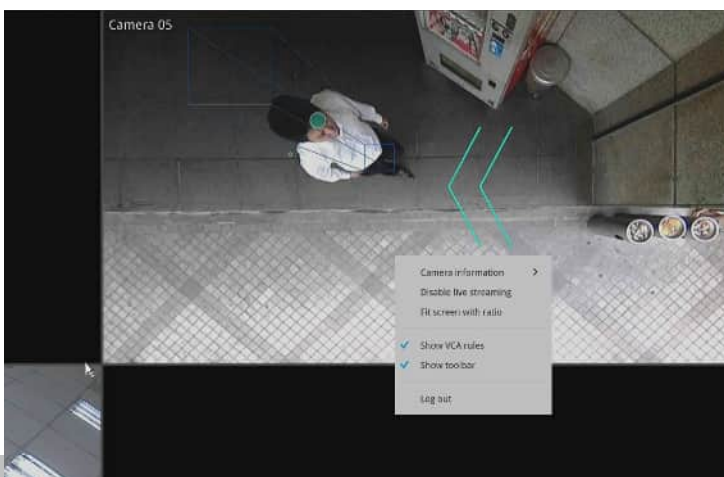 Camera 05
Camera information
Disable live streaming
Fit screen with ratio
Show VCA rules
Show toolbar
Log out